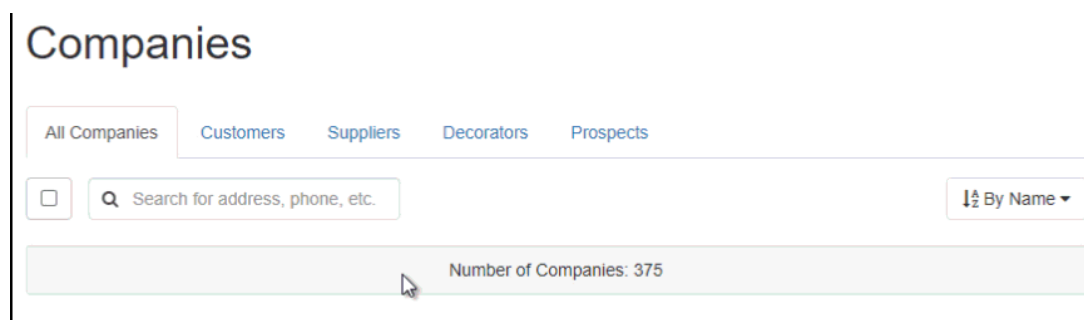 Companies
All Companies Customers Suppliers Decorators Prospects
Search for address, phone, etc. By Name
Number of Companies: 375